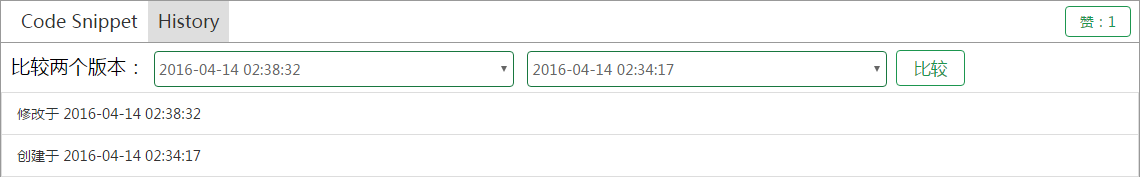 Code Snippet History 赞：1
比较两个版本： 2016-04-14 02:38:32 2016-04-14 02:34:17 比较
修改于 2016-04-14 02:38:32
创建于 2016-04-14 02:34:17